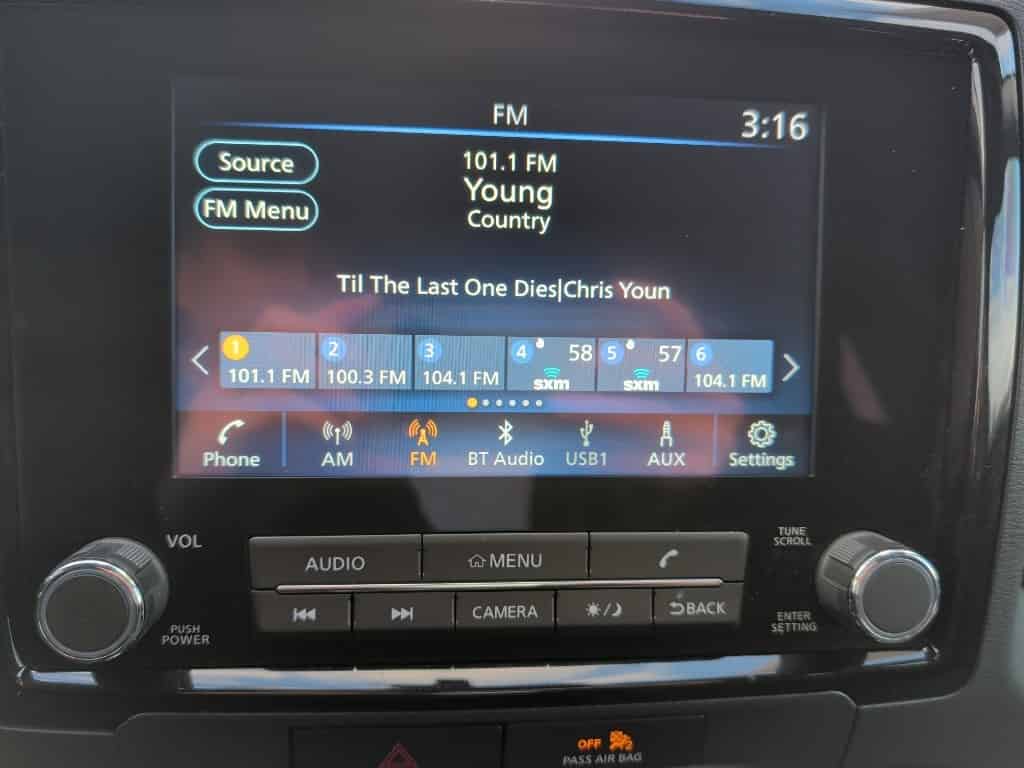 FM
3:16
Source
101.1 FM
FM Menu
Young
Country
Til The Last One Dies|Chris Youn
1 2 3 4 58 5 57 6
101.1 FM 100.3 FM 104.1 FM sxm sxm 104.1 FM
Phone AM FM BT Audio USB1 AUX Settings
VOL
TUNE
SCROLL
AUDIO MENU
CAMERA BACK
PUSH
POWER
ENTER
SETTING
OFF
PASS AIR BAG